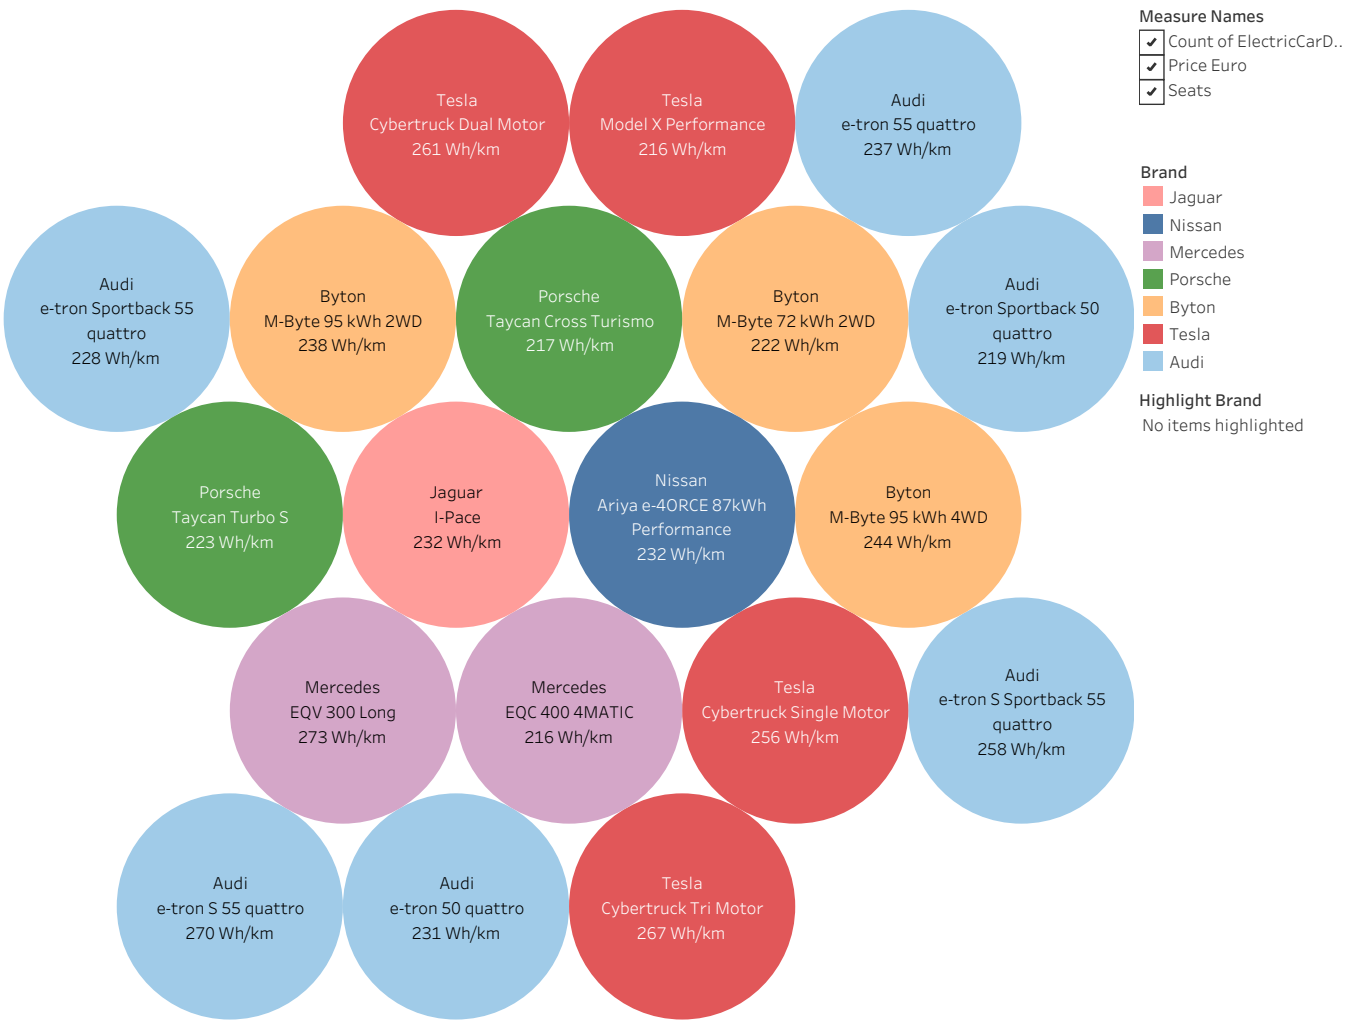 Tesla
Cybertruck Dual Motor
261 Wh/km
Tesla
Model X Performance
216 Wh/km
Audi
e-tron 55 quattro
237 Wh/km
Audi
e-tron Sportback 55
quattro
228 Wh/km
Byton
M-Byte 95 kWh 2WD
238 Wh/km
Porsche
Taycan Cross Turismo
217 Wh/km
Byton
M-Byte 72 kWh 2WD
222 Wh/km
Audi
e-tron Sportback 50
quattro
219 Wh/km
Porsche
Taycan Turbo S
223 Wh/km
Jaguar
I-Pace
232 Wh/km
Nissan
Ariya e-4ORCE 87kWh
Performance
232 Wh/km
Byton
M-Byte 95 kWh 4WD
244 Wh/km
Mercedes
EQV 300 Long
273 Wh/km
Mercedes
EQC 400 4MATIC
216 Wh/km
Tesla
Cybertruck Single Motor
256 Wh/km
Audi
e-tron S Sportback 55
quattro
258 Wh/km
Audi
e-tron S 55 quattro
270 Wh/km
Audi
e-tron 50 quattro
231 Wh/km
Tesla
Cybertruck Tri Motor
267 Wh/km
Measure Names
Count of ElectricCarD..
Price Euro
Seats
Brand
Jaguar
Nissan
Mercedes
Porsche
Byton
Tesla
Audi
Highlight Brand
No items highlighted